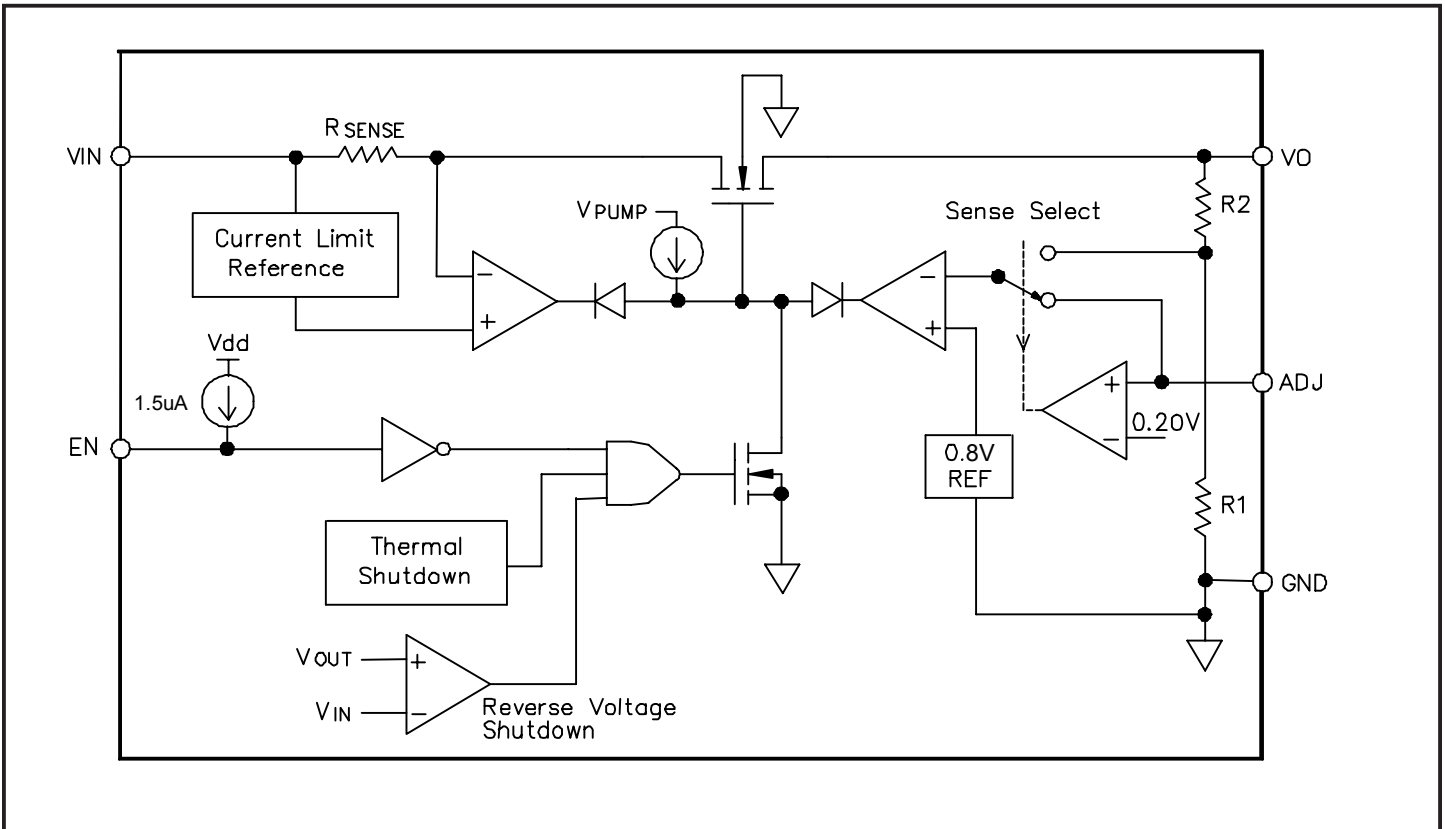 R SENSE
VIN
VO
R2
VPUMP
Sense Select
Current Limit
Reference
−
+
−
+
Vdd
1.5uA
+
−
0.20V
ADJ
EN
0.8V
REF
R1
Thermal
Shutdown
GND
VOUT
+
VIN
−
Reverse Voltage
Shutdown